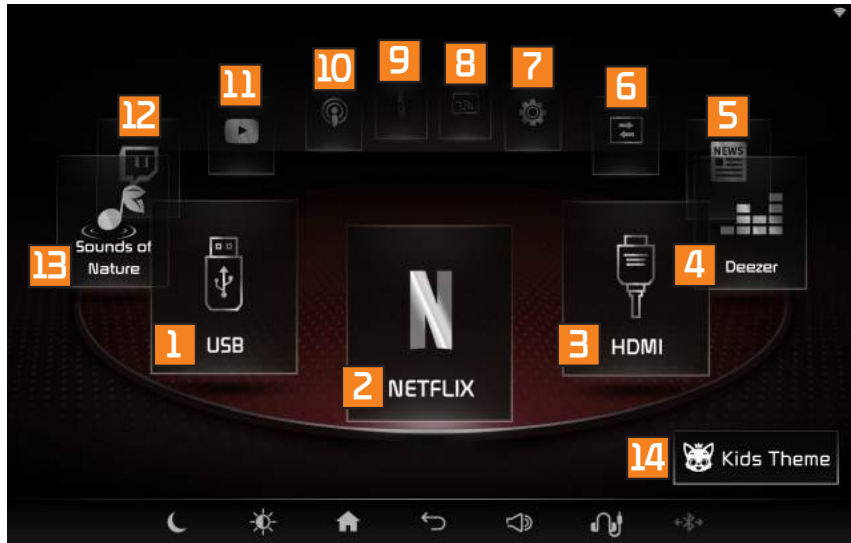 10
9
8
7
11
6
12
5
NEWS
Sounds of
Nature
13
4
Deezer
1
USB
3
HDMI
N
2
NETFLIX
14
Kids Theme